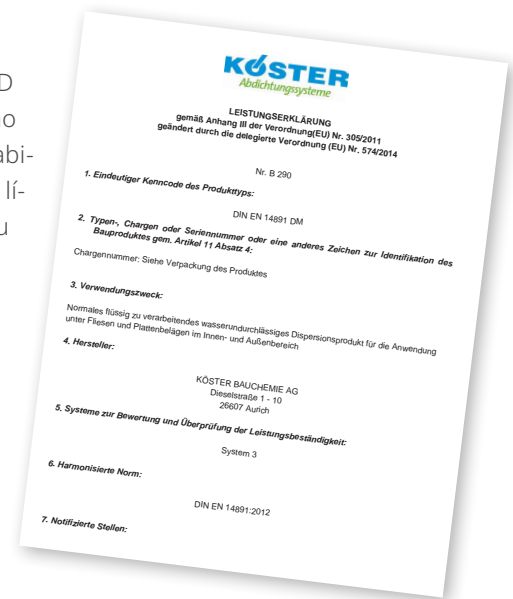 D
no
abi-
lí-
u
KÖSTER
Abdichtungssysteme
LEISTUNGSERKLÄRUNG
gemäß Anhang III der Verordnung(EU) Nr. 305/2011
geändert durch die delegierte Verordnung (EU) Nr. 574/2014
Nr. B 290
1. Eindeutiger Kenncode des Produkttyps:
DIN EN 14891 DM
2. Typen-, Chargen oder Seriennummer oder eine anderes Zeichen zur Identifikation des
Bauproduktes gem. Artikel 11 Absatz 4:
Chargennummer: Siehe Verpackung des Produktes
3. Verwendungszweck:
Normales flüssig zu verarbeitendes wasserundurchlässiges Dispersionsprodukt für die Anwendung
unter Fliesen und Plattenbelägen im Innen- und Außenbereich
4. Hersteller:
KÖSTER BAUCHEMIE AG
Dieselstraße 1 - 10
26607 Aurich
5. Systeme zur Bewertung und Überprüfung der Leistungsbeständigkeit:
System 3
6. Harmonisierte Norm:
DIN EN 14891:2012
7. Notifizierte Stellen: